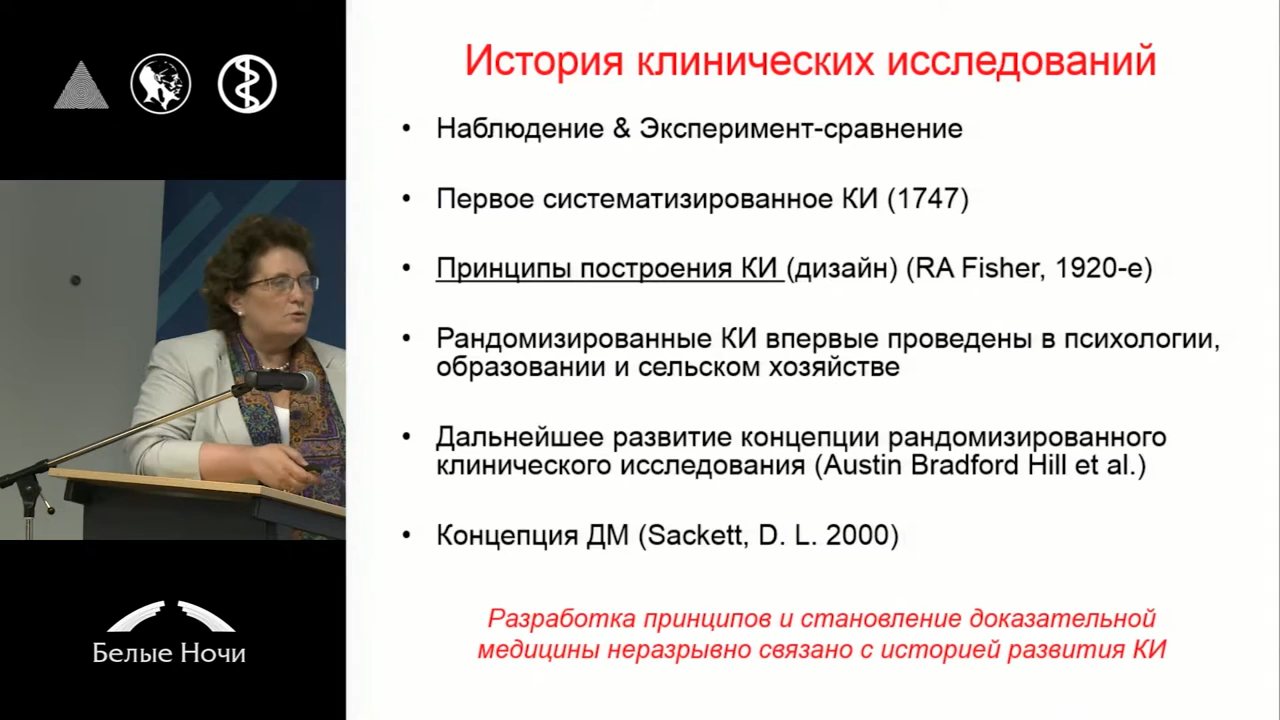 История клинических исследований
• Наблюдение & Эксперимент-сравнение
• Первое систематизированное КИ (1747)
• Принципы построения КИ (дизайн) (RA Fisher, 1920-е)
• Рандомизированные КИ впервые проведены в психологии,
образовании и сельском хозяйстве
• Дальнейшее развитие концепции рандомизированного
клинического исследования (Austin Bradford Hill et al.)
• Концепция ДМ (Sackett, D. L. 2000)
Разработка принципов и становление доказательной
медицины неразрывно связано с историей развития КИ
Белые Ночи